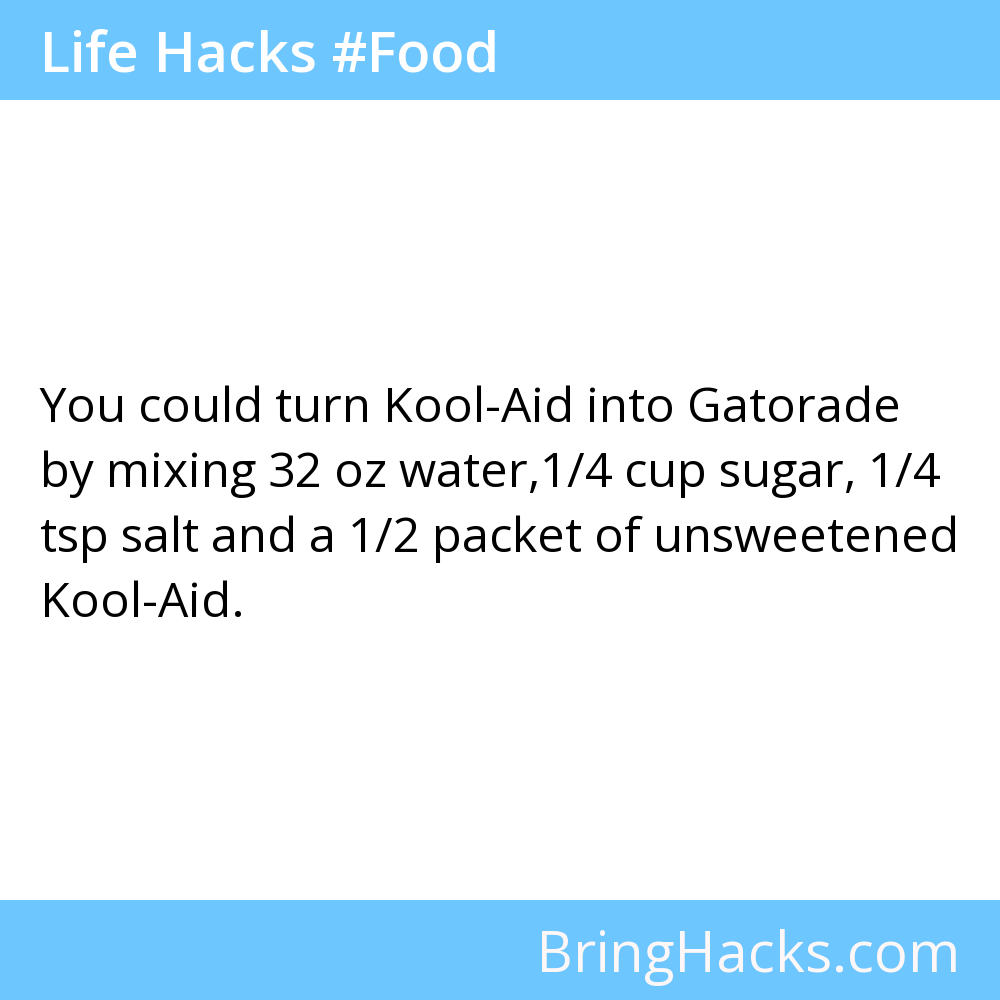 Life Hacks #Food
You could turn Kool-Aid into Gatorade
by mixing 32 oz water,1/4 cup sugar, 1/4
tsp salt and a 1/2 packet of unsweetened
Kool-Aid.
BringHacks.com